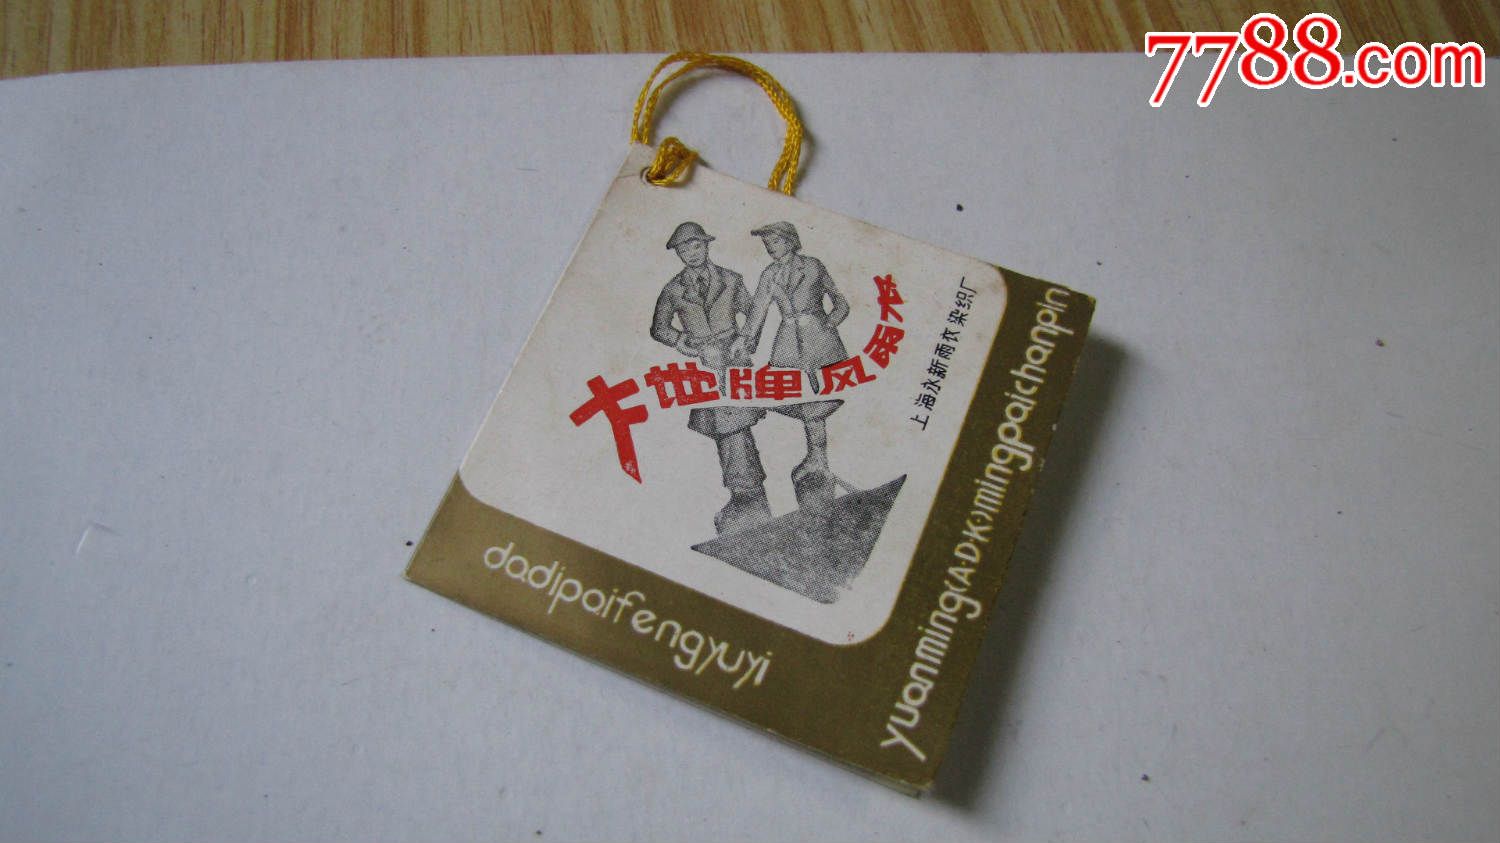 7788.com
大地牌风雨衣
上海永新雨衣染织厂
dadipaifengyuyi
yuanming(A·D·K·)mingpaichanpin